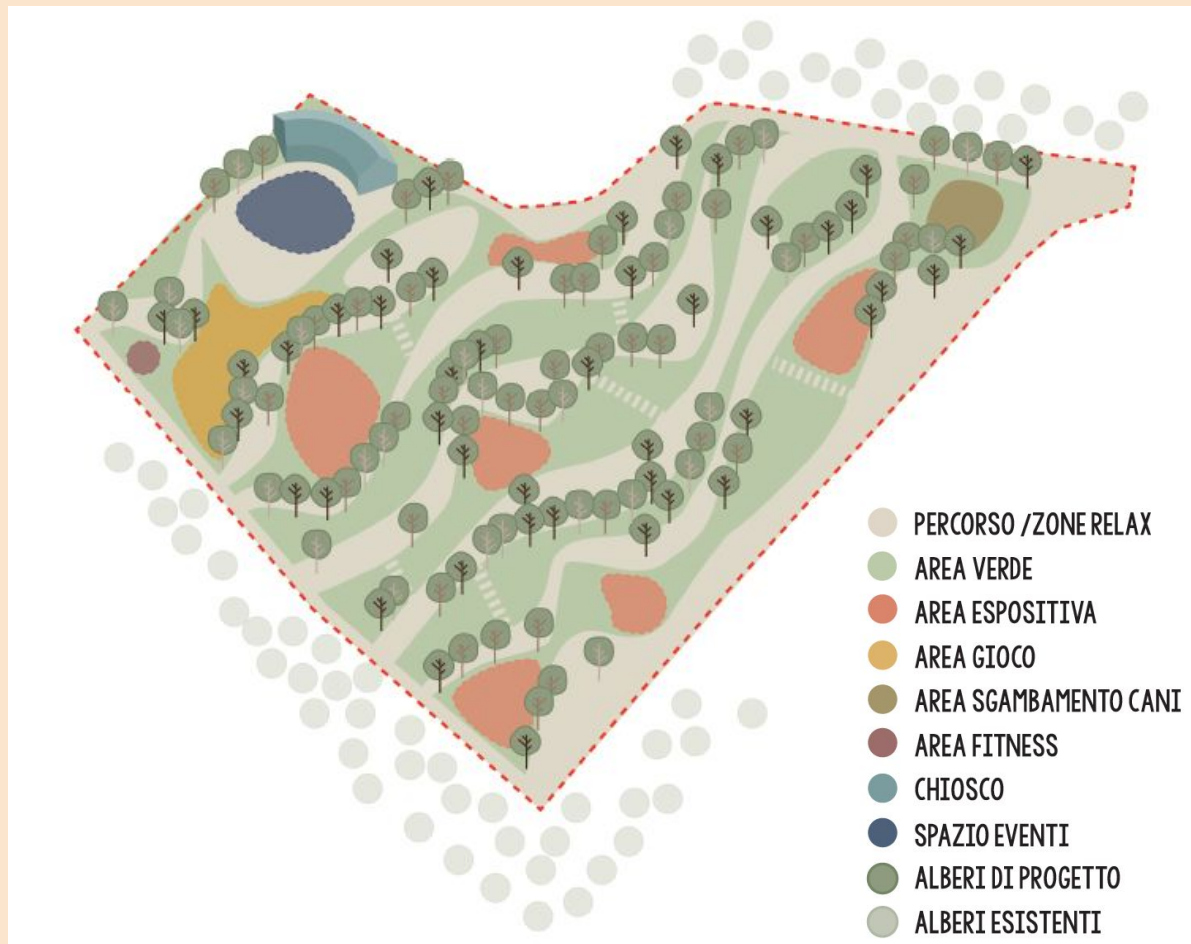 PERCORSO / ZONE RELAX
AREA VERDE
AREA ESPOSITIVA
AREA GIOCO
AREA SGAMBAMENTO CANI
AREA FITNESS
CHIOSCO
SPAZIO EVENTI
ALBERI DI PROGETTO
ALBERI ESISTENTI